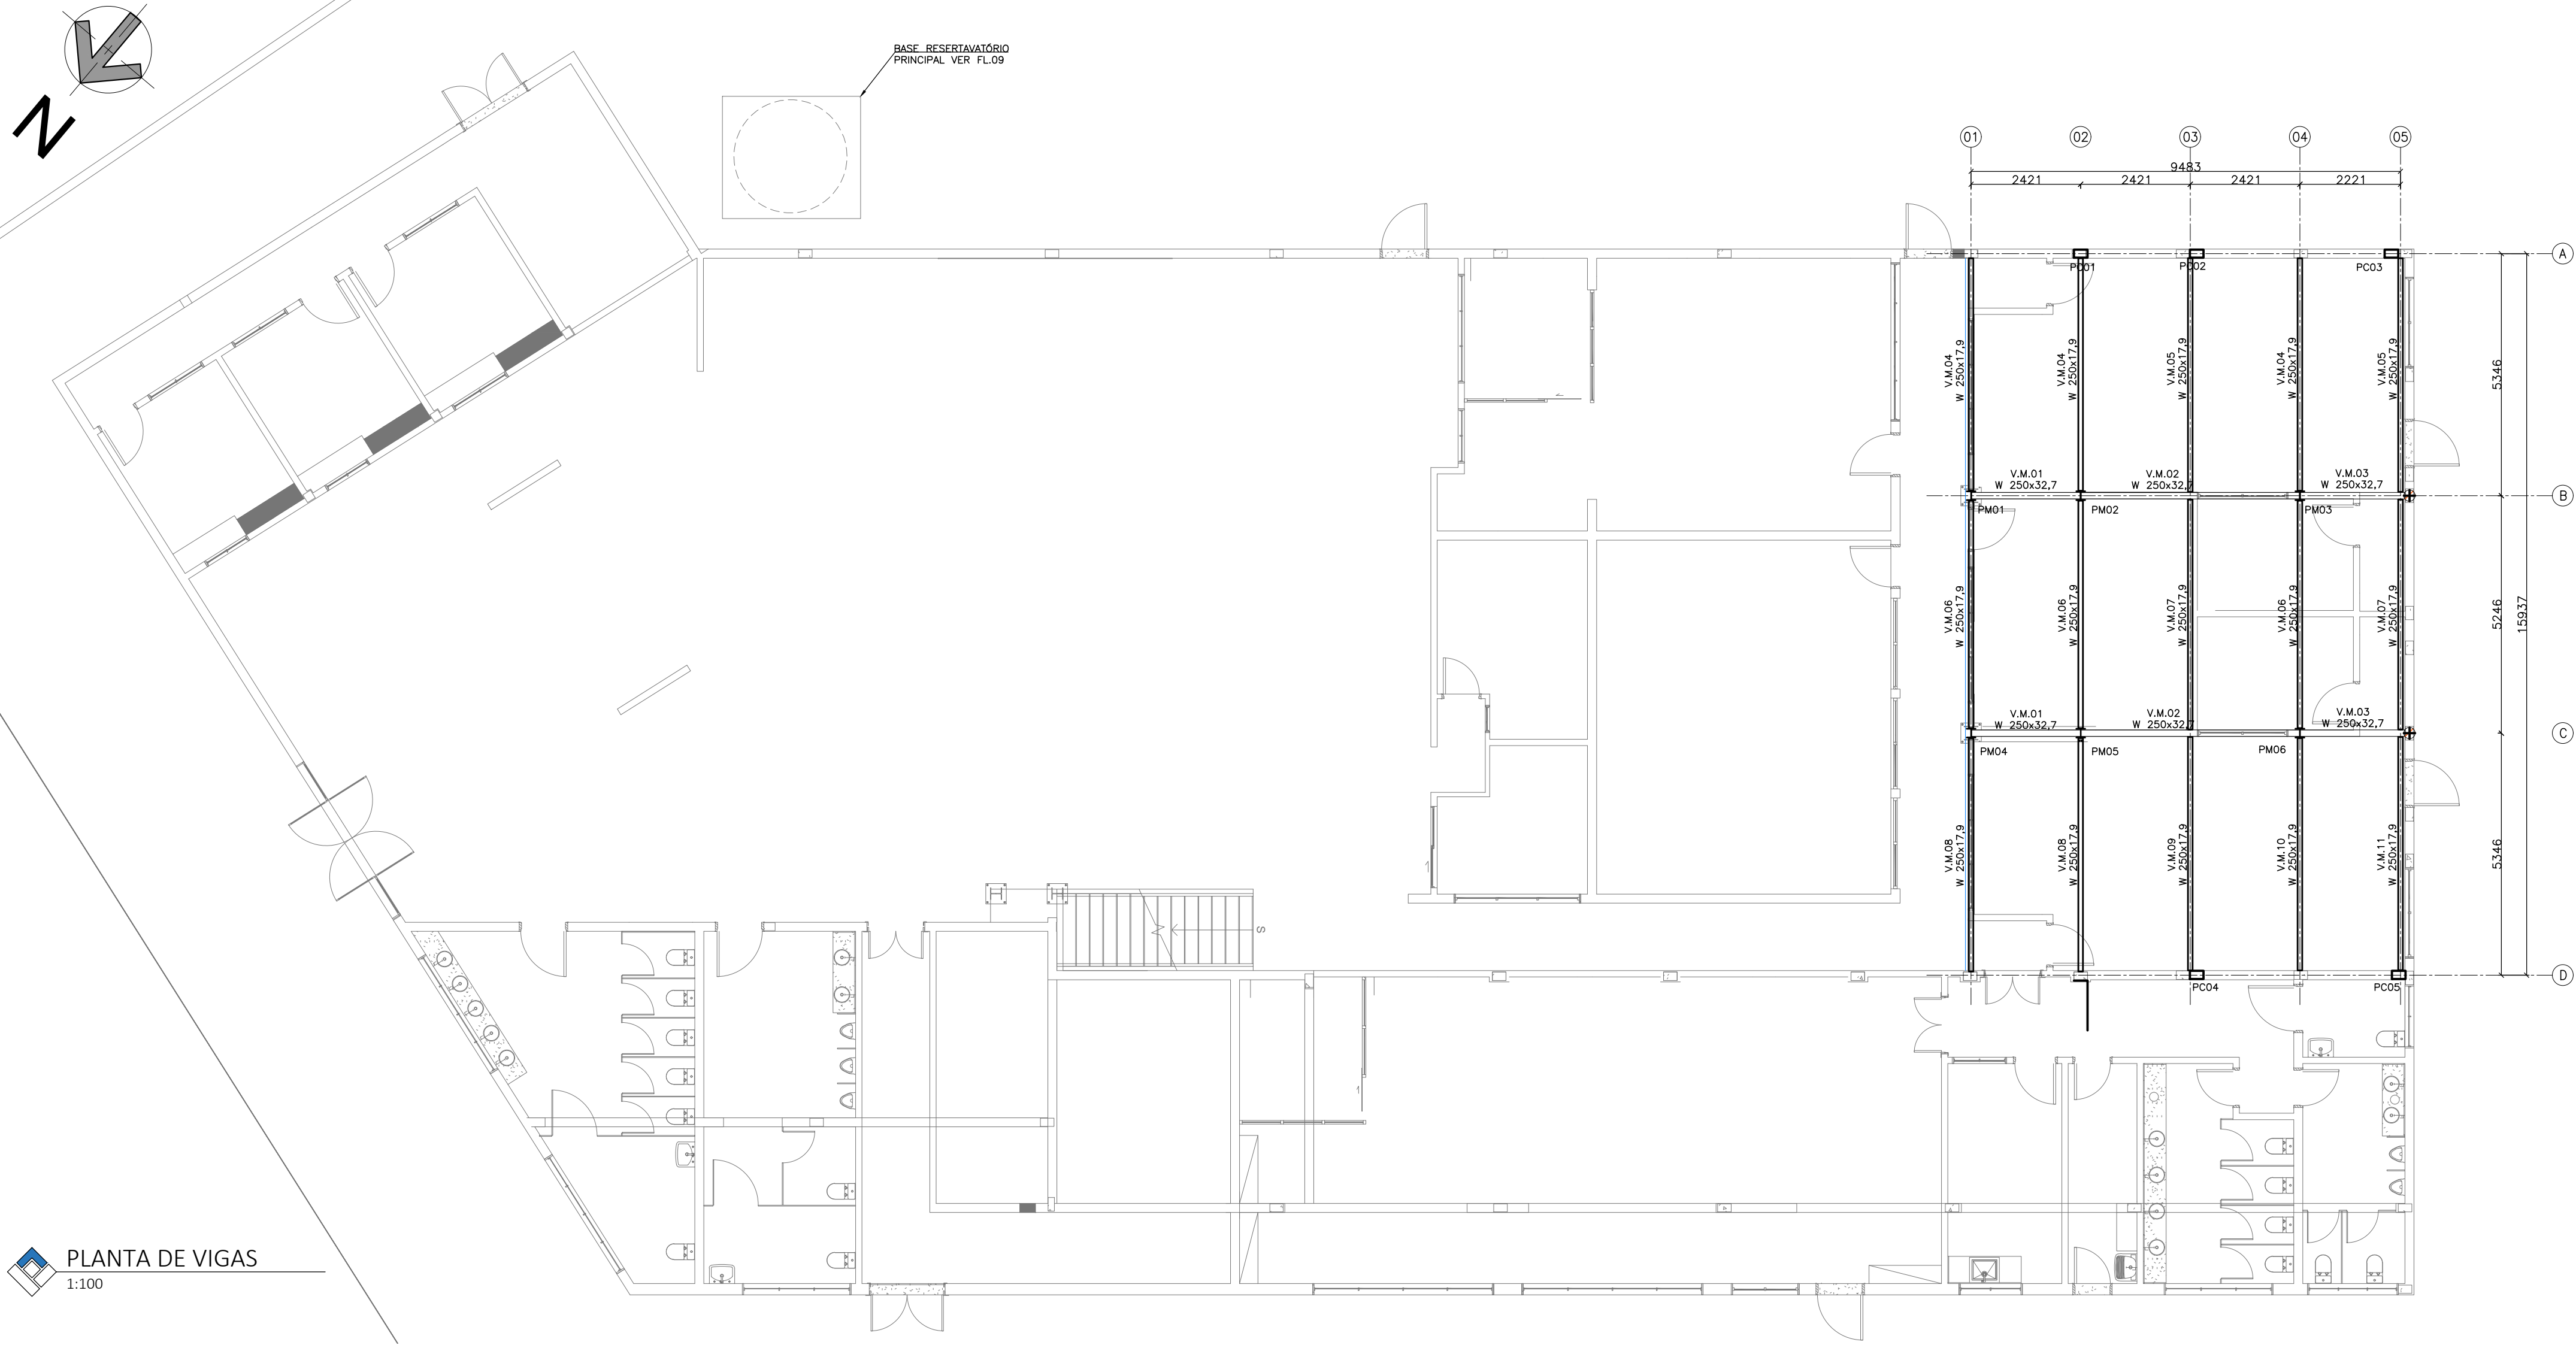 N
BASE RESERTAVATÓRIO
PRINCIPAL VER FL.09
01 02 03 04 05
9483
2421 2421 2421 2221
A
PC01 PC02 PC03
V.M.04
W 250x17,9
V.M.04
W 250x17,9
V.M.05
W 250x17,9
V.M.04
W 250x17,9
V.M.05
W 250x17,9
5346
V.M.01
W 250x32,7
V.M.02
W 250x32,7
V.M.03
W 250x32,7
B
PM01 PM02 PM03
V.M.06
W 250x17,9
V.M.06
W 250x17,9
V.M.07
W 250x17,9
V.M.06
W 250x17,9
V.M.07
W 250x17,9
5246
15937
V.M.01
W 250x32,7
V.M.02
W 250x32,7
V.M.03
W 250x32,7
C
PM04 PM05 PM06
V.M.08
W 250x17,9
V.M.08
W 250x17,9
V.M.09
W 250x17,9
V.M.10
W 250x17,9
V.M.11
W 250x17,9
5346
S
D
PC04 PC05
PLANTA DE VIGAS
1:100